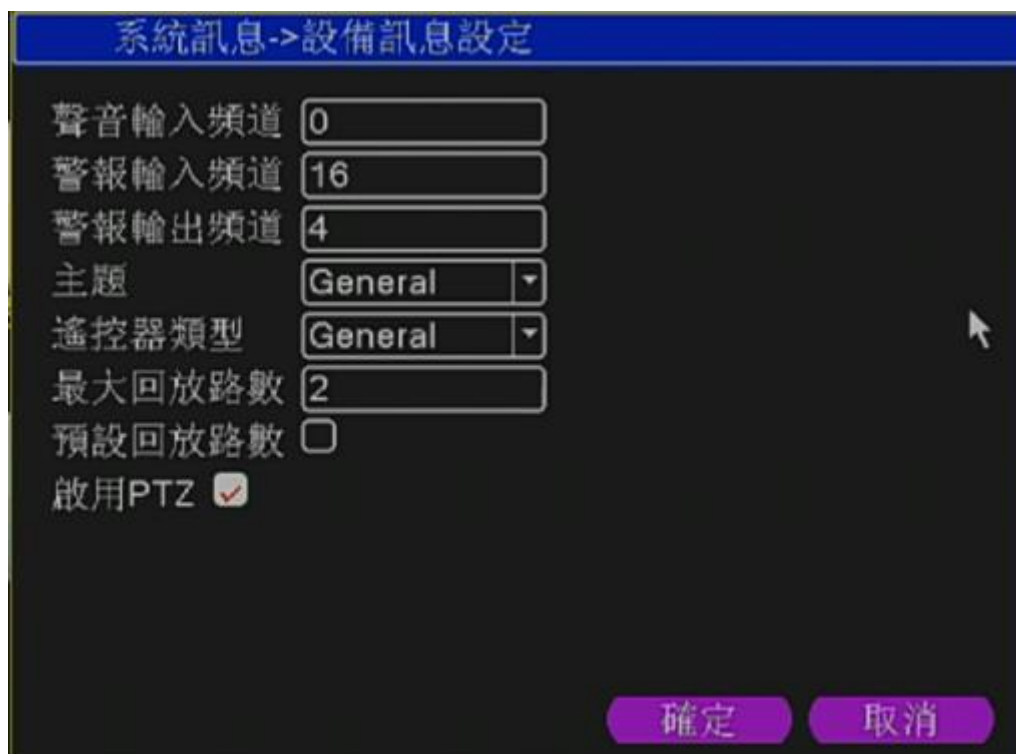 系統訊息->設備訊息設定
聲音輸入頻道 0
警報輸入頻道 16
警報輸出頻道 4
主題 General
遙控器類型 General
最大回放路數 2
預設回放路數
啟用PTZ
確定 取消